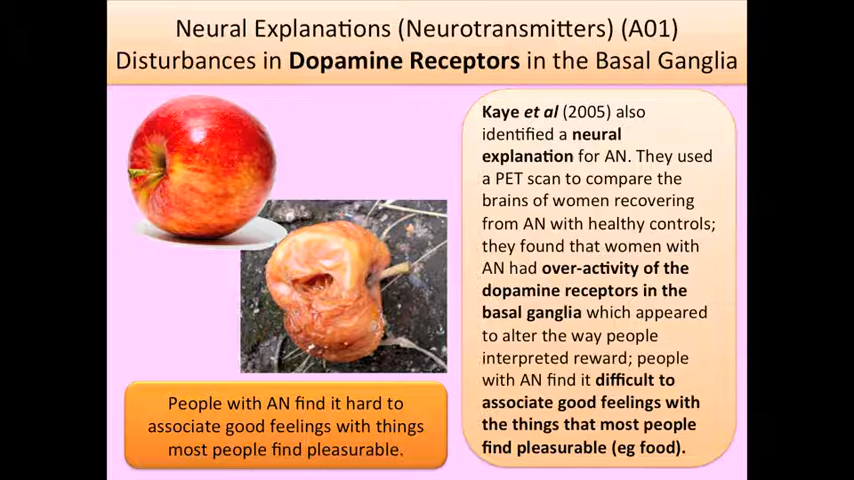 Neural Explanations (Neurotransmitters) (A01)
Disturbances in Dopamine Receptors in the Basal Ganglia
Kaye et al (2005) also
identified a neural
explanation for AN. They used
a PET scan to compare the
brains of women recovering
from AN with healthy controls;
they found that women with
AN had over-activity of the
dopamine receptors in the
basal ganglia which appeared
to alter the way people
interpreted reward; people
with AN find it difficult to
associate good feelings with
the things that most people
find pleasurable (eg food).
People with AN find it hard to
associate good feelings with things
most people find pleasurable.